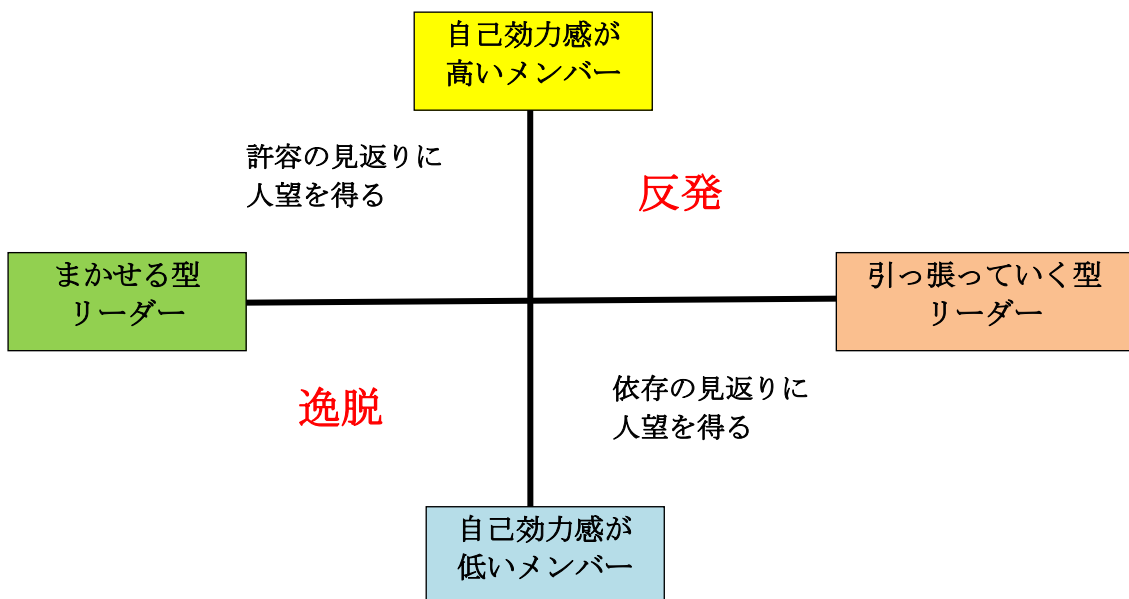 自己効力感が
高いメンバー
許容の見返りに
人望を得る
反発
まかせる型
リーダー
引っ張っていく型
リーダー
逸脱
依存の見返りに
人望を得る
自己効力感が
低いメンバー